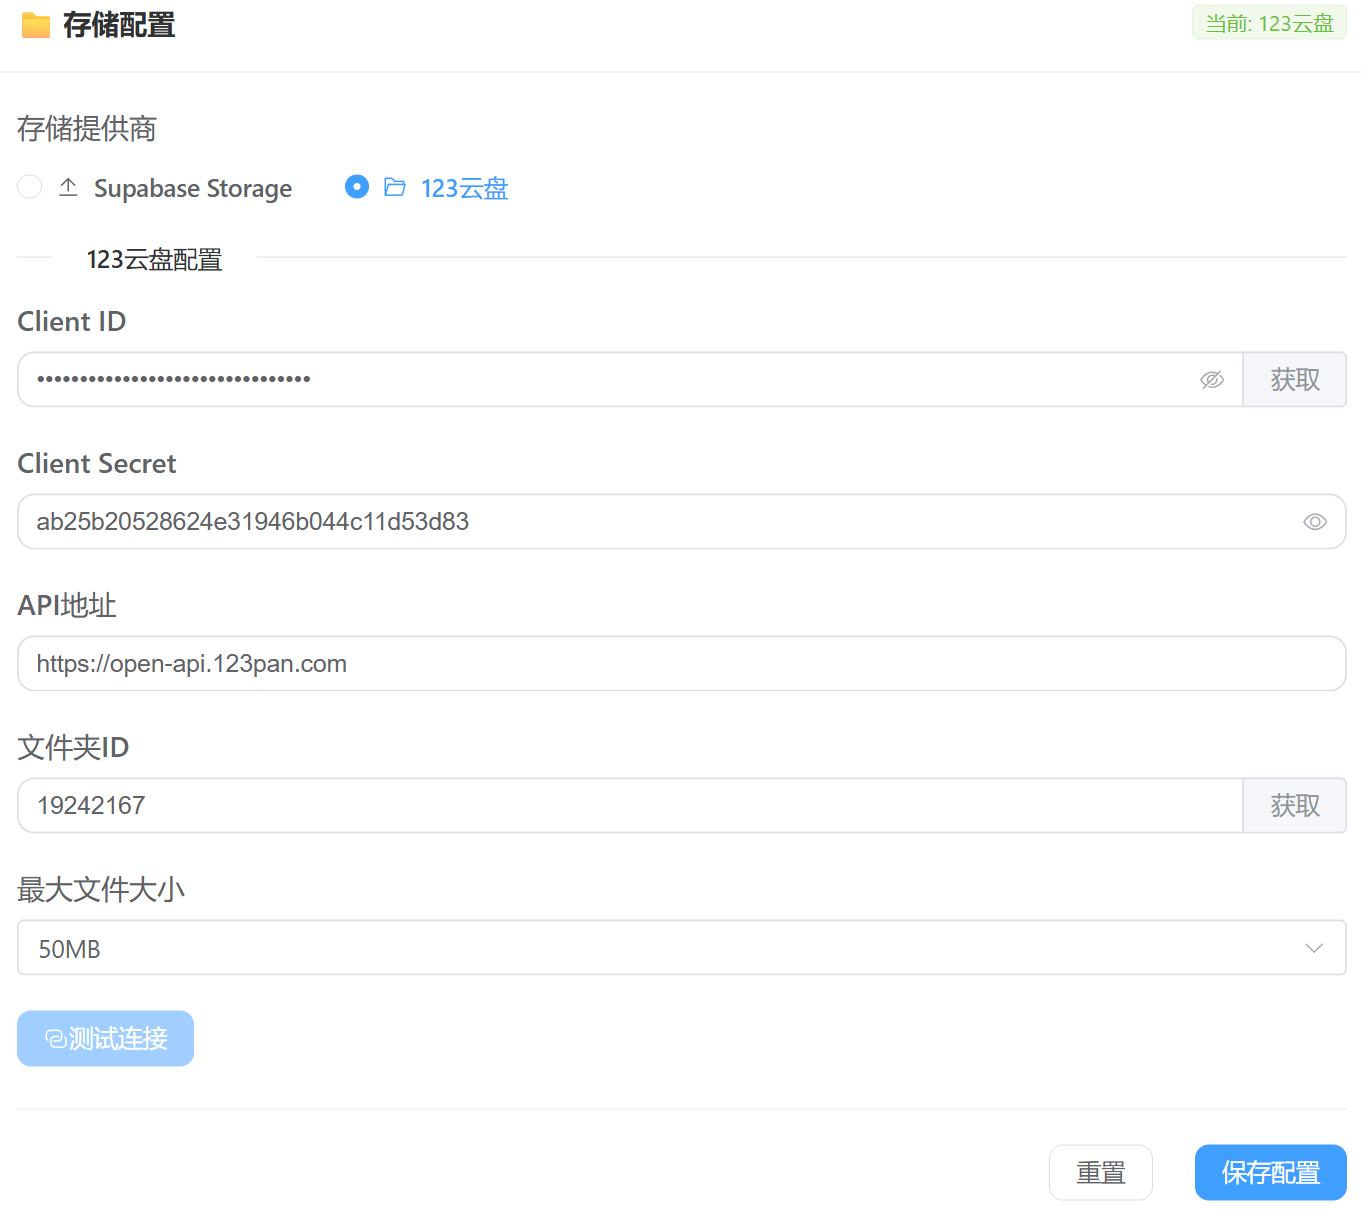 存储配置
当前: 123云盘
存储提供商
Supabase Storage
123云盘
123云盘配置
Client ID
••••••••••••••••••••••••••••••••
获取
Client Secret
ab25b20528624e31946b044c11d53d83
API地址
https://open-api.123pan.com
文件夹ID
19242167
获取
最大文件大小
50MB
测试连接
重置
保存配置